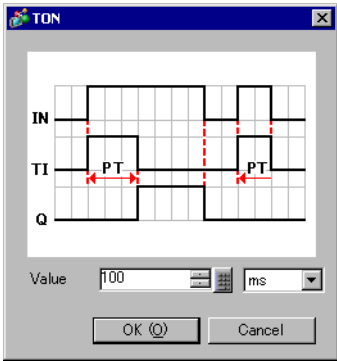 TON
IN
TI PT PT
Q
Value 100 ms
OK (O) Cancel